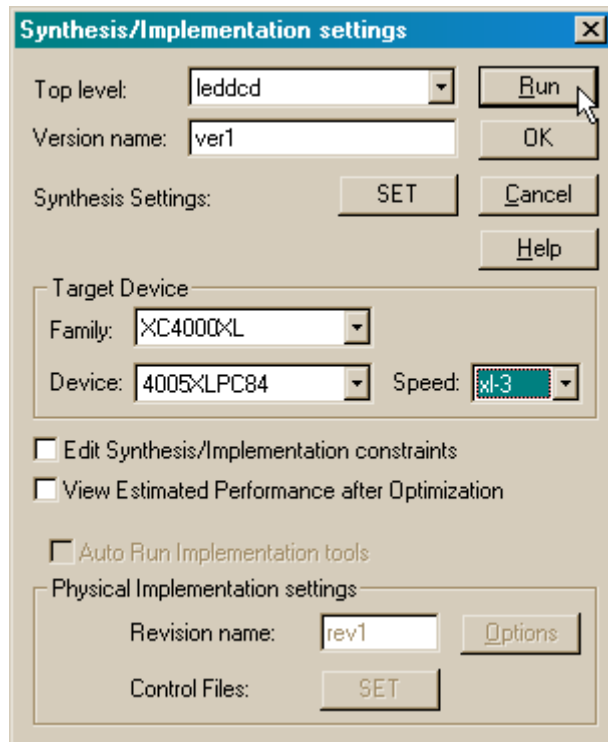 Synthesis/Implementation settings
Top level: leddcd Run
Version name: ver1 OK
Synthesis Settings: SET Cancel
Help
Target Device
Family: XC4000XL
Device: 4005XLPC84 Speed: xl-3
Edit Synthesis/Implementation constraints
View Estimated Performance after Optimization
Auto Run Implementation tools
Physical Implementation settings
Revision name: rev1 Options
Control Files: SET